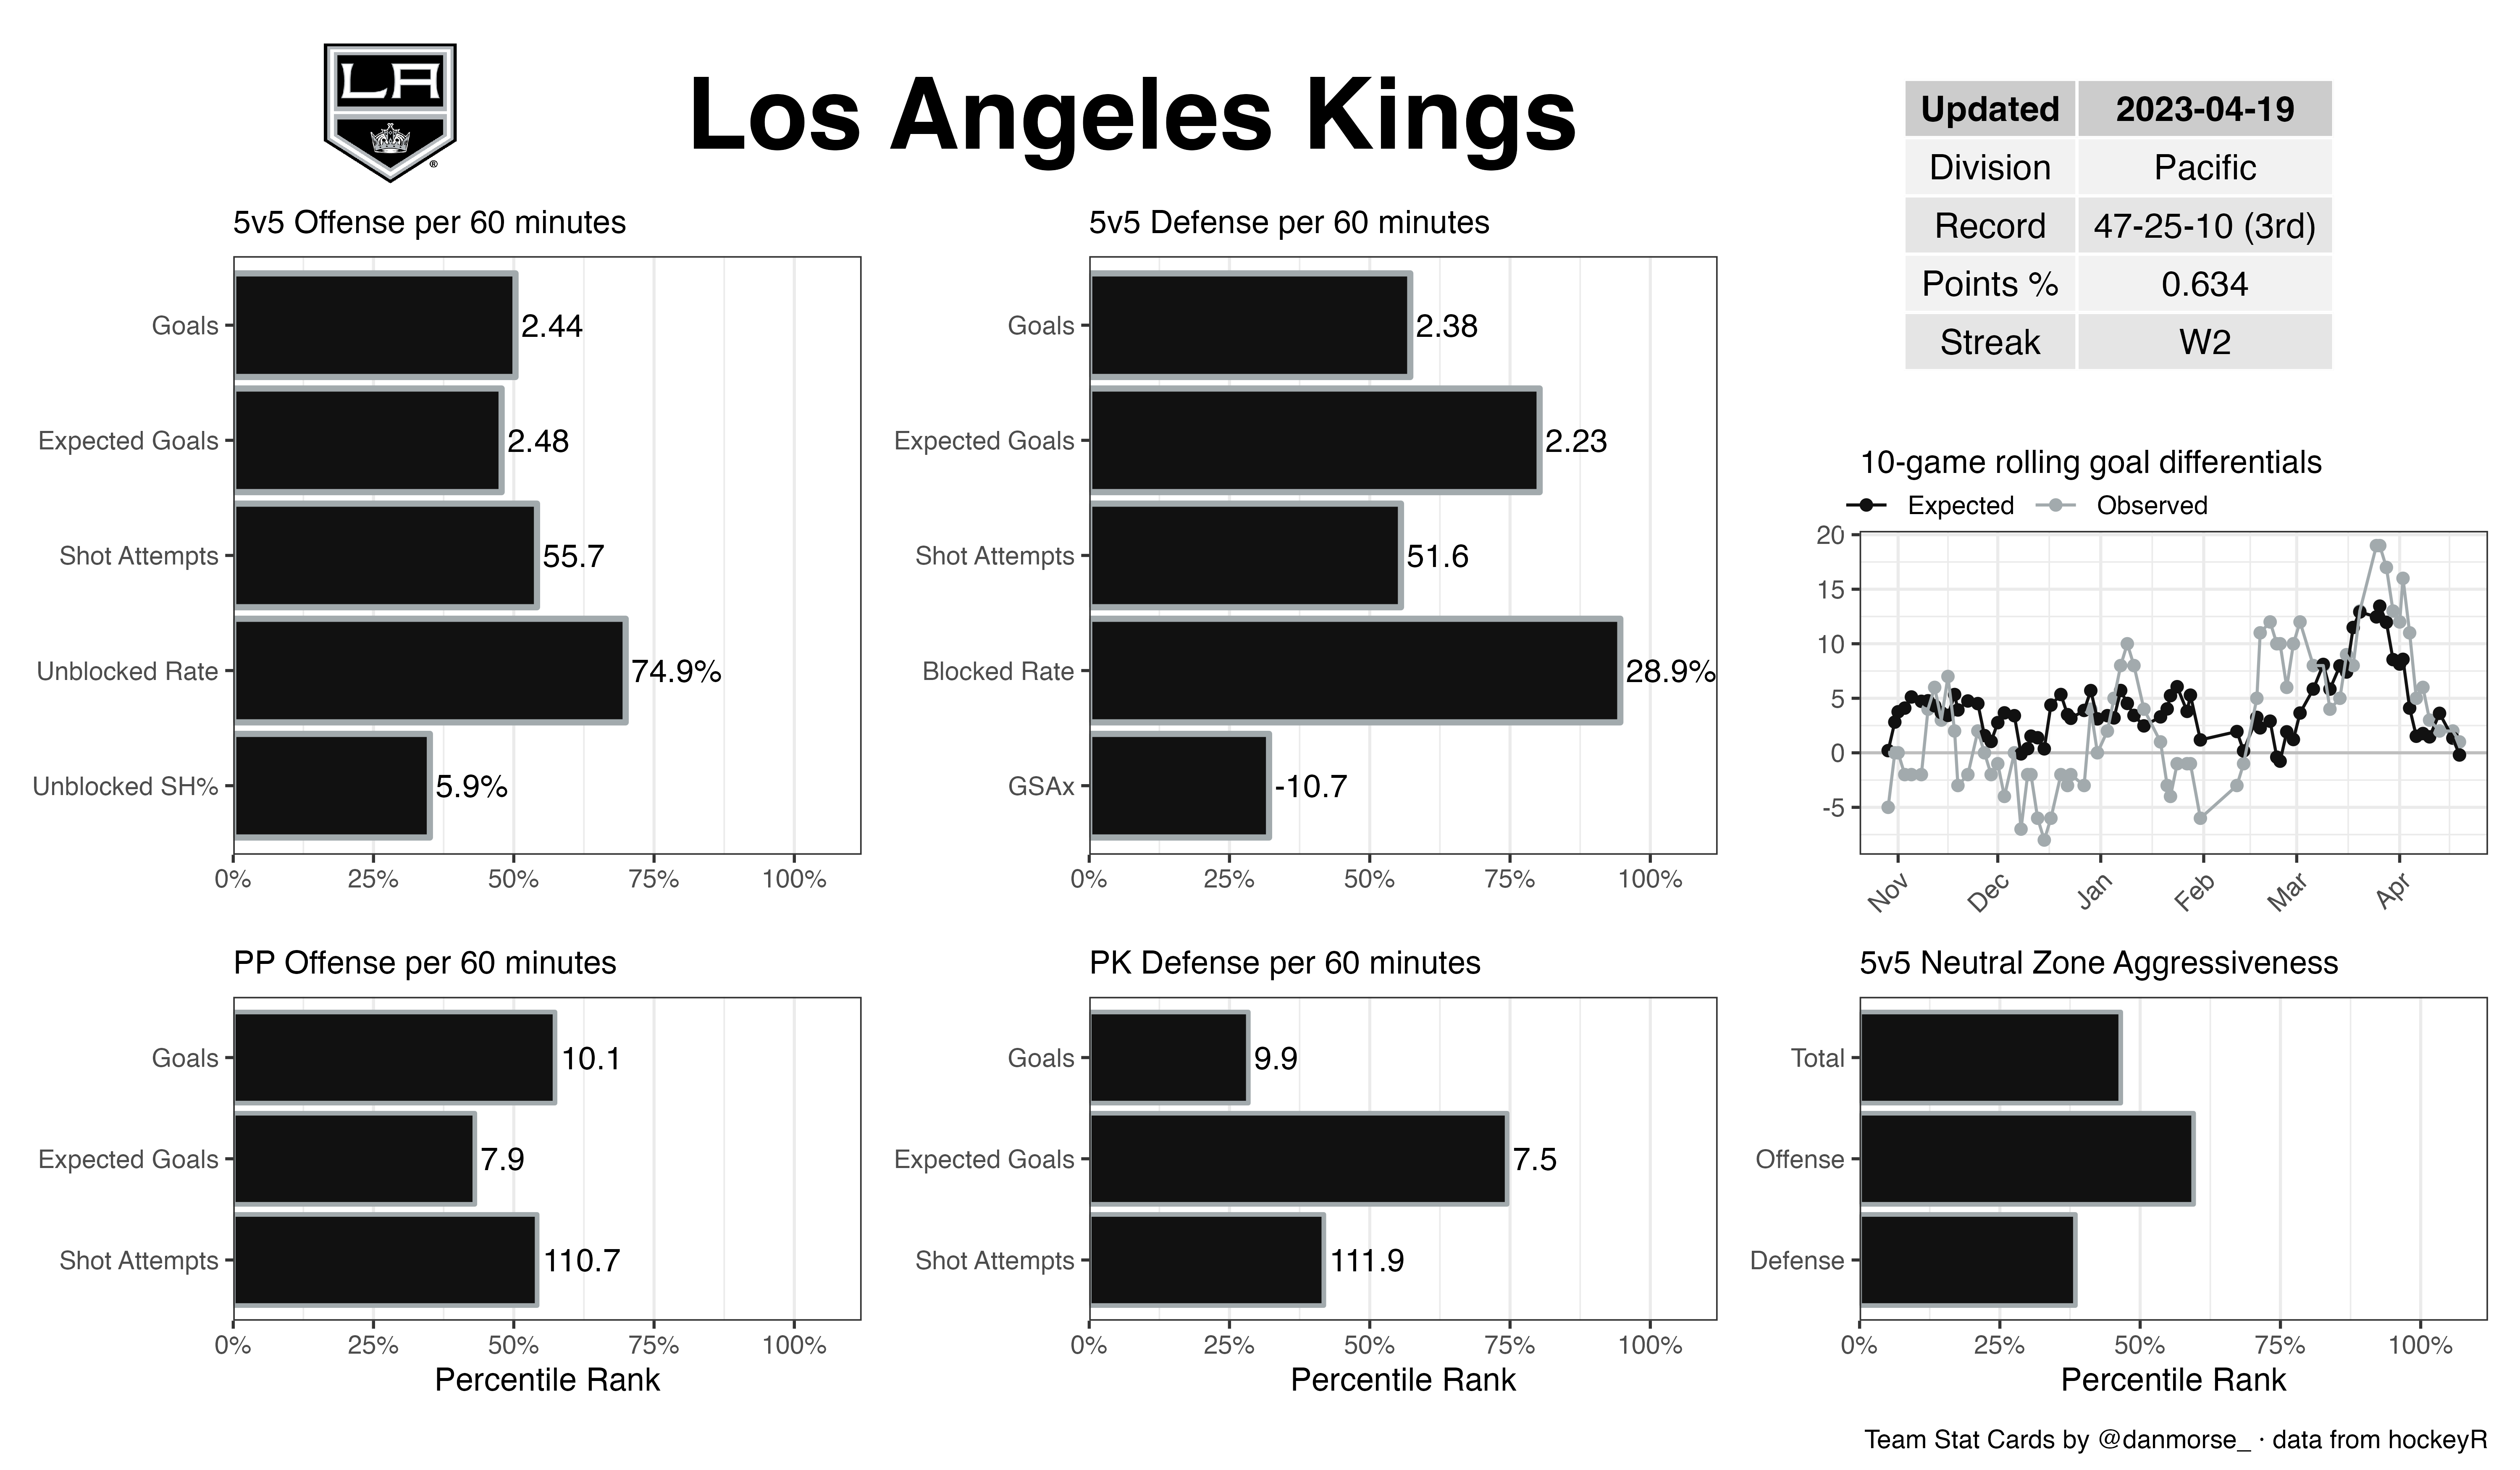 LA
®
Los Angeles Kings
Updated 2023-04-19
Division Pacific
Record 47-25-10 (3rd)
Points % 0.634
Streak W2
5v5 Offense per 60 minutes
Goals 2.44
Expected Goals 2.48
Shot Attempts 55.7
Unblocked Rate 74.9%
Unblocked SH% 5.9%
0% 25% 50% 75% 100%
5v5 Defense per 60 minutes
Goals 2.38
Expected Goals 2.23
Shot Attempts 51.6
Blocked Rate 28.9%
GSAx -10.7
0% 25% 50% 75% 100%
10-game rolling goal differentials
Expected Observed
20
15
10
5
0
-5
Nov Dec Jan Feb Mar Apr
PP Offense per 60 minutes
Goals 10.1
Expected Goals 7.9
Shot Attempts 110.7
0% 25% 50% 75% 100%
Percentile Rank
PK Defense per 60 minutes
Goals 9.9
Expected Goals 7.5
Shot Attempts 111.9
0% 25% 50% 75% 100%
Percentile Rank
5v5 Neutral Zone Aggressiveness
Total
Offense
Defense
0% 25% 50% 75% 100%
Percentile Rank
Team Stat Cards by @danmorse_ · data from hockeyR